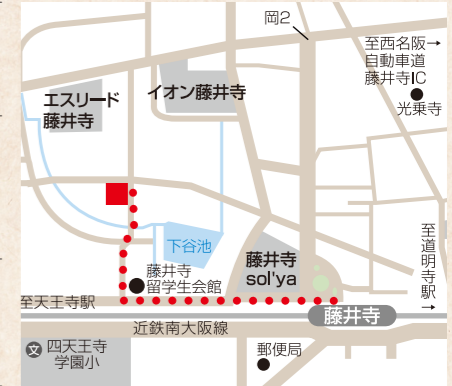 岡2
至西名阪→
自動車道
藤井寺IC
光乗寺
エスリード
藤井寺
イオン藤井寺
下谷池
藤井寺
sol'ya
至道明寺駅→
藤井寺
留学生会館
至天王寺駅
藤井寺
近鉄南大阪線
文 四天王寺
学園小
郵便局